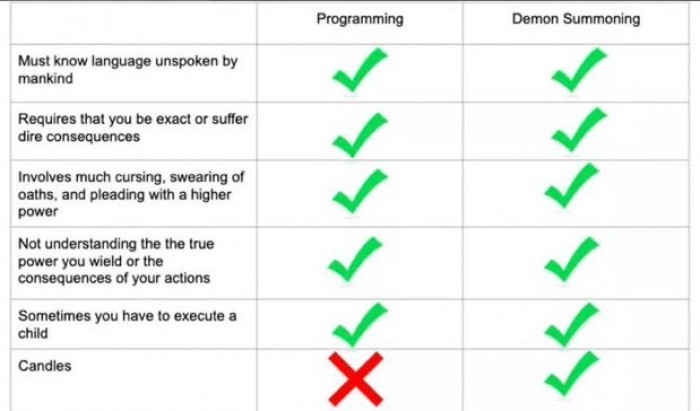 Programming
Demon Summoning
Must know language unspoken by
mankind
Requires that you be exact or suffer
dire consequences
Involves much cursing, swearing of
oaths, and pleading with a higher
power
Not understanding the the true
power you wield or the
consequences of your actions
Sometimes you have to execute a
child
Candles